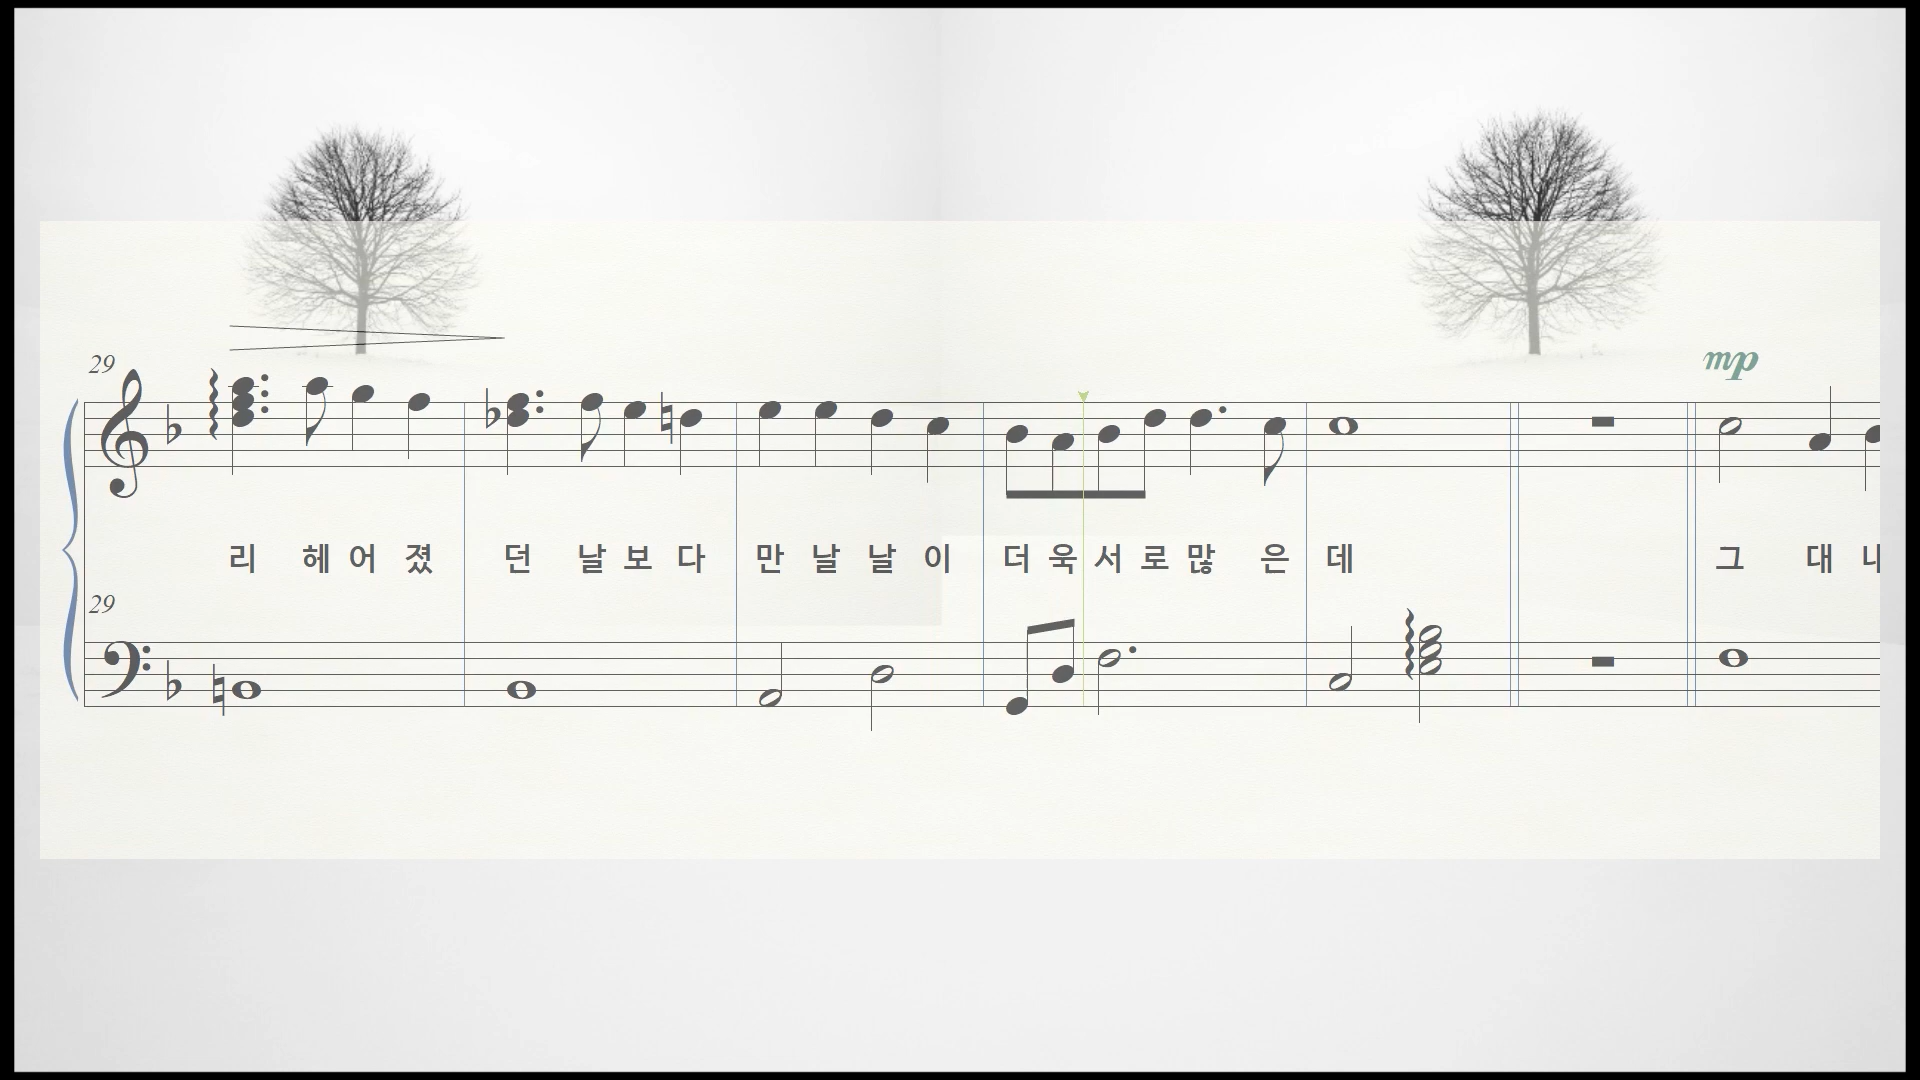 mp
29
리 헤 어 졌 던 날 보 다 만 날 날 이 더 욱 서 로 많 은 데 그 대
29